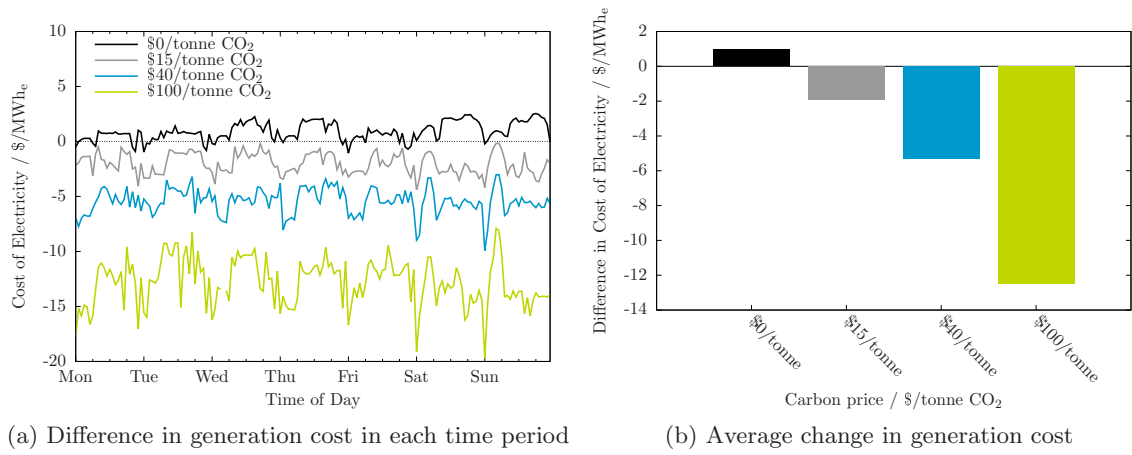 10
5
0
-5
-10
-15
-20
Cost of Electricity / $/MWhₑ
$0/tonne CO₂
$15/tonne CO₂
$40/tonne CO₂
$100/tonne CO₂
Mon Tue Wed Thu Fri Sat Sun
Time of Day
(a) Difference in generation cost in each time period
2
0
-2
-4
-6
-8
-10
-12
-14
Difference in Cost of Electricity / $/MWhₑ
$0/tonne
$15/tonne
$40/tonne
$100/tonne
Carbon price / $/tonne CO₂
(b) Average change in generation cost